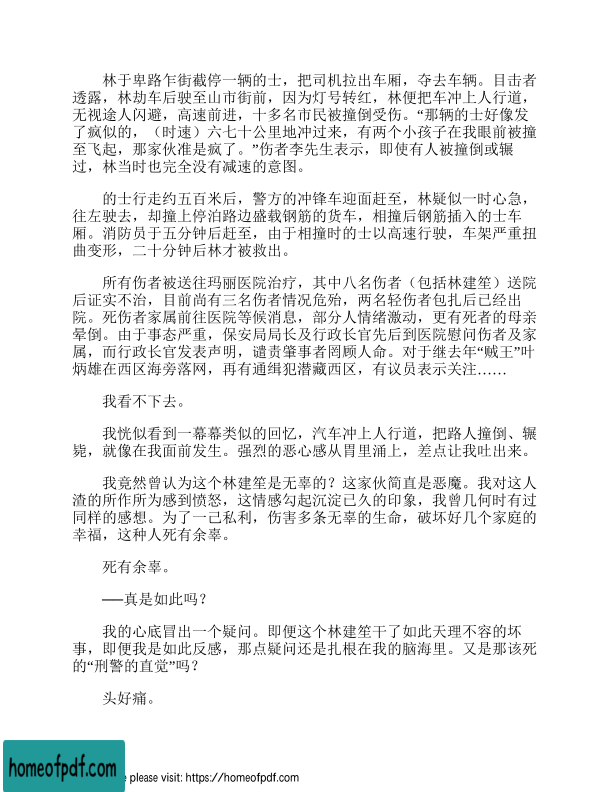 林于卑路乍街截停一辆的士，把司机拉出车厢，夺去车辆。目击者
透露，林劫车后驶至山市街前，因为灯号转红，林便把车冲上人行道，
无视途人闪避，高速前进，十多名市民被撞倒受伤。“那辆的士好像发
了疯似的，（时速）六七十公里地冲过来，有两个小孩子在我眼前被撞
至飞起，那家伙准是疯了。”伤者李先生表示，即使有人被撞倒或辗
过，林当时也完全没有减速的意图。
的士行走约五百米后，警方的冲锋车迎面赶至，林疑似一时心急，
往左驶去，却撞上停泊路边盛载钢筋的货车，相撞后钢筋插入的士车
厢。消防员于五分钟后赶至，由于相撞时的士以高速行驶，车架严重扭
曲变形，二十分钟后林才被救出。
所有伤者被送往玛丽医院治疗，其中八名伤者（包括林建笙）送院
后证实不治，目前尚有三名伤者情况危殆，两名轻伤者包扎后已经出
院。死伤者家属前往医院等候消息，部分人情绪激动，更有死者的母亲
晕倒。由于事态严重，保安局局长及行政长官先后到医院慰问伤者及家
属，而行政长官发表声明，谴责肇事者罔顾人命。对于继去年“贼王”叶
炳雄在西区海旁落网，再有通缉犯潜藏西区，有议员表示关注……
我看不下去。
我恍似看到一幕幕类似的回忆，汽车冲上人行道，把路人撞倒、辗
毙，就像在我面前发生。强烈的恶心感从胃里涌上，差点让我吐出来。
我竟然曾认为这个林建笙是无辜的？这家伙简直是恶魔。我对这人
渣的所作所为感到愤怒，这情感勾起沉淀已久的印象，我曾几何时有过
同样的感想。为了一己私利，伤害多条无辜的生命，破坏好几个家庭的
幸福，这种人死有余辜。
死有余辜。
──真是如此吗？
我的心底冒出一个疑问。即便这个林建笙干了如此天理不容的坏
事，即便我是如此反感，那点疑问还是扎根在我的脑海里。又是那该死
的“刑警的直觉”吗？
头好痛。
homeofpdf.com
e please visit: https://homeofpdf.com